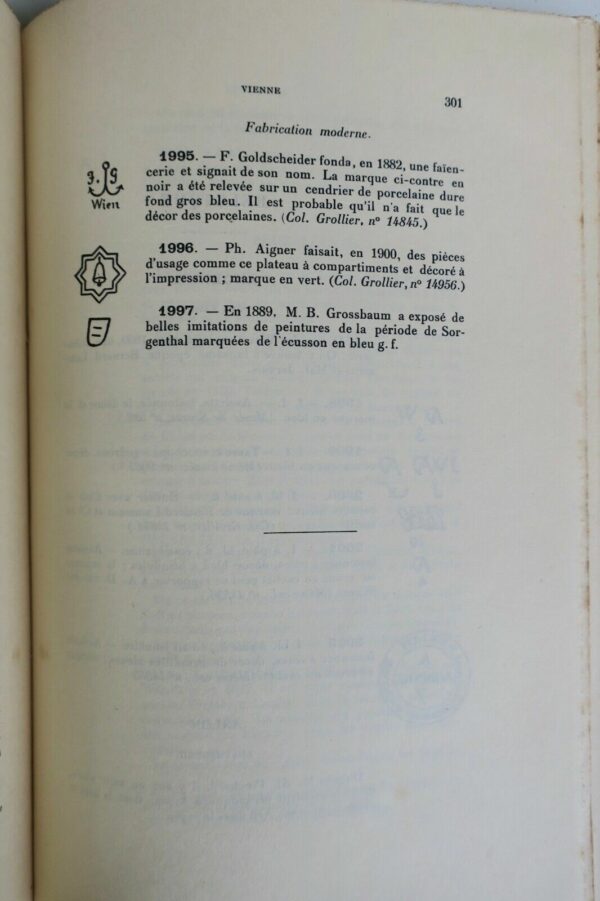 VIENNE
301
Fabrication moderne.
1995. — F. Goldscheider fonda, en 1882, une faïen-
cerie et signait de son nom. La marque ci-contre en
noir a été relevée sur un cendrier de porcelaine dure
fond gros bleu. Il est probable qu'il n'a fait que le
décor des porcelaines. (Col. Grollier, nº 14845.)
Wien
1996. — Ph. Aigner faisait, en 1900, des pièces
d'usage comme ce plateau à compartiments et décoré à
l'impression ; marque en vert. (Col. Grollier, nº 14956.)
1997. — En 1889, M. B. Grossbaum a exposé de
belles imitations de peintures de la période de Sor-
genthal marquées de l'écusson en bleu g. f.